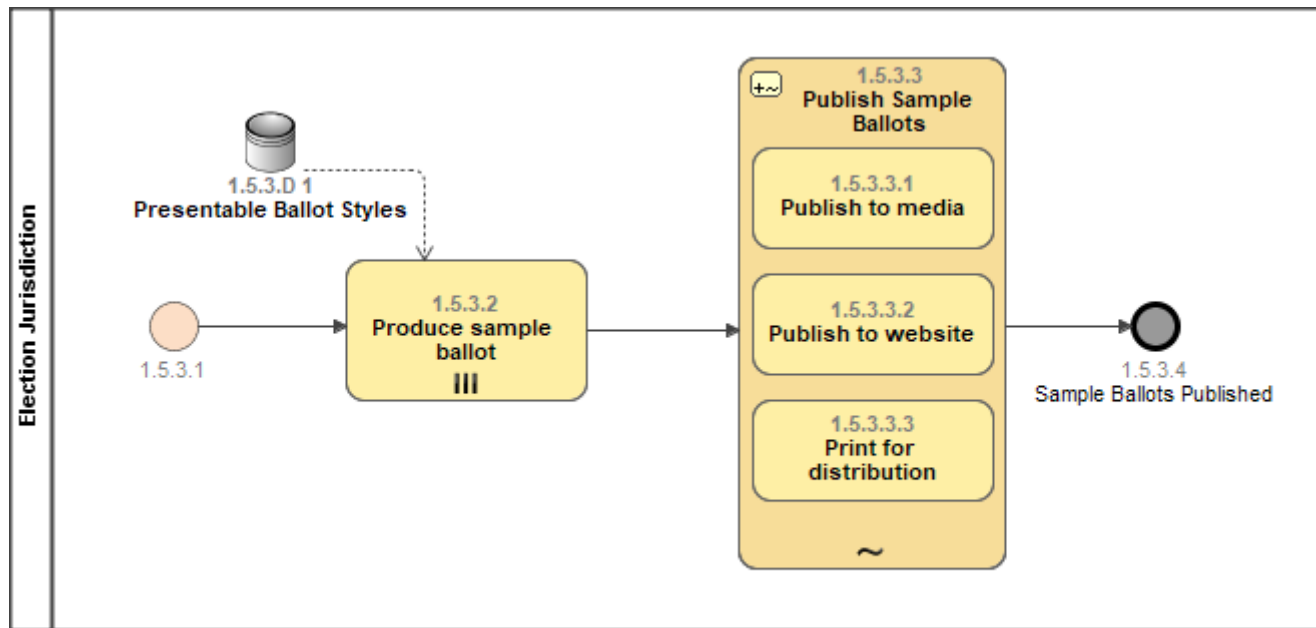 Election Jurisdiction
1.5.3.D 1
Presentable Ballot Styles
1.5.3.1
1.5.3.2
Produce sample
ballot
1.5.3.3
Publish Sample
Ballots
1.5.3.3.1
Publish to media
1.5.3.3.2
Publish to website
1.5.3.3.3
Print for
distribution
1.5.3.4
Sample Ballots Published